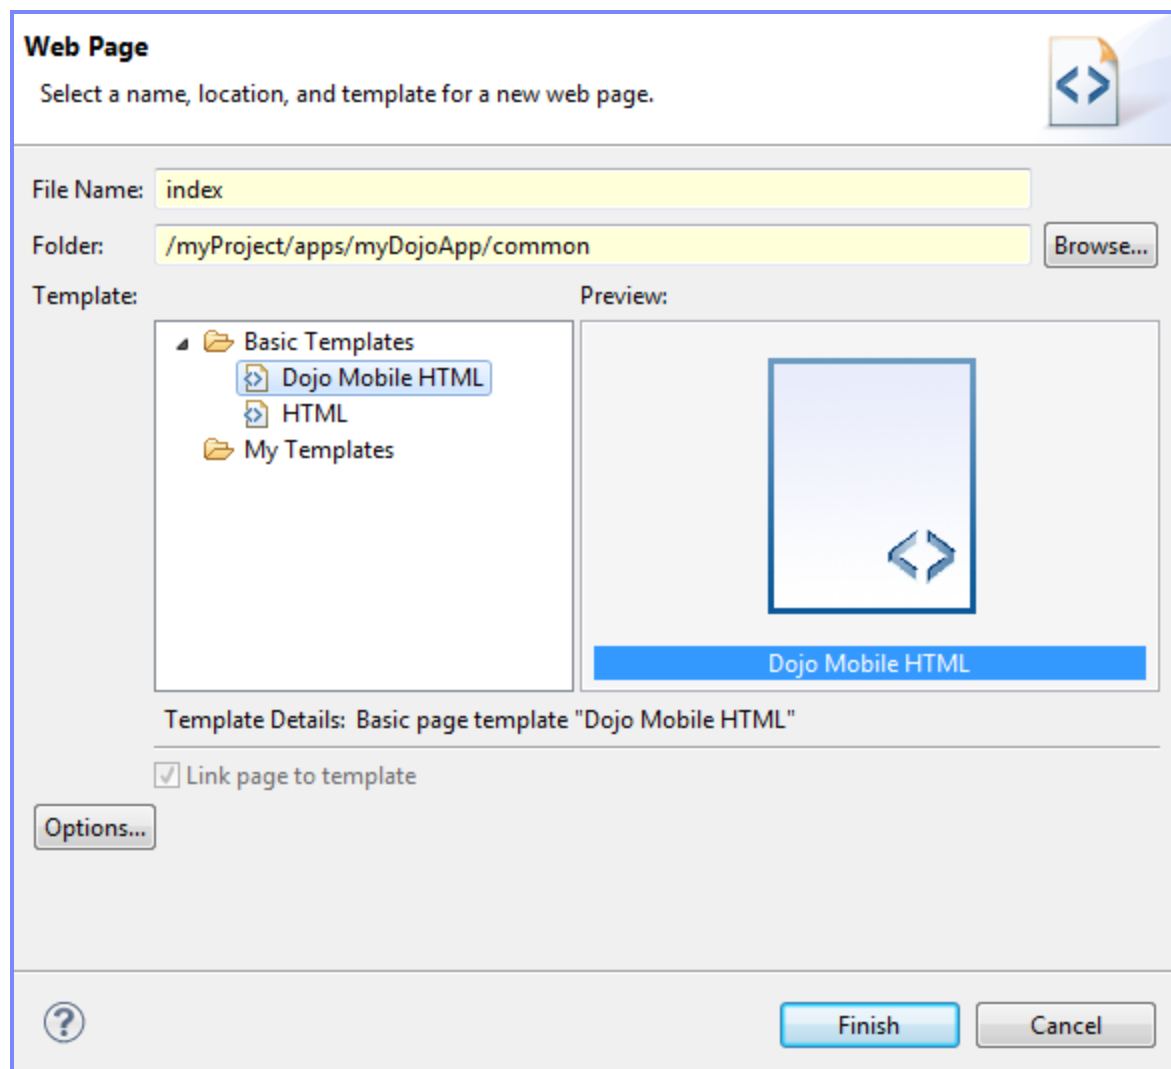 Web Page
Select a name, location, and template for a new web page.
File Name: index
Folder: /myProject/apps/myDojoApp/common Browse...
Template: Preview:
Basic Templates
Dojo Mobile HTML
HTML
My Templates
Dojo Mobile HTML
Template Details: Basic page template "Dojo Mobile HTML"
Link page to template
Options...
? Finish Cancel